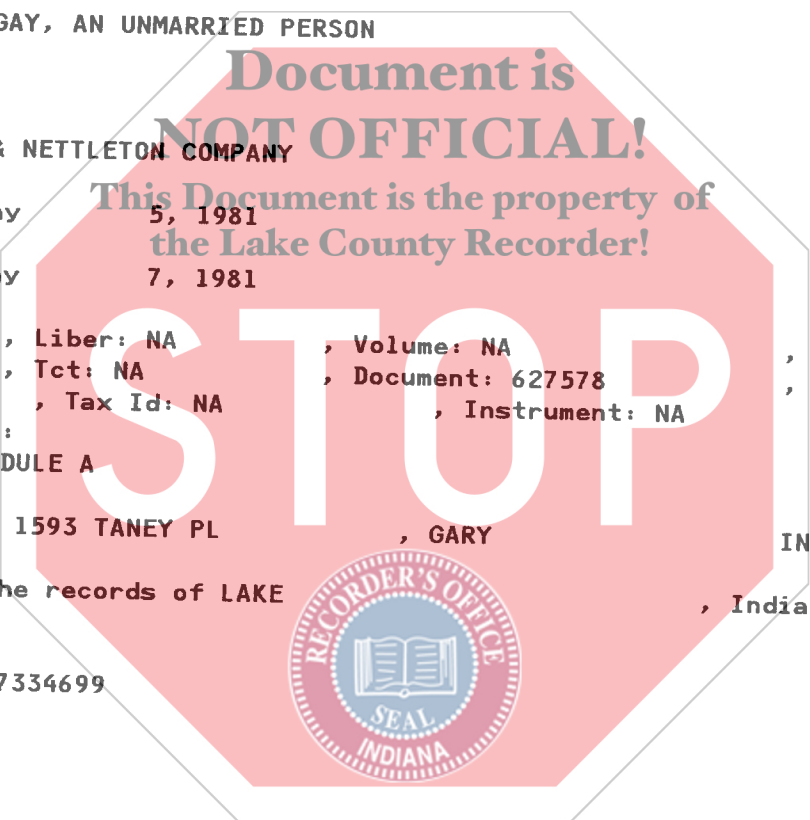 GAY, AN UNMARRIED PERSON
Document is
NOT OFFICIAL!
& NETTLETON COMPANY
This Document is the property of
ay 5, 1981
the Lake County Recorder!
ay 7, 1981
STOP
, Liber: NA , Volume: NA ,
, Tct: NA , Document: 627578 ,
, Tax Id: NA , Instrument: NA
:
DULE A
1593 TANEY PL , GARY IN
he records of LAKE , India
RECORDER'S OFFICE
SEAL
INDIANA
7334699